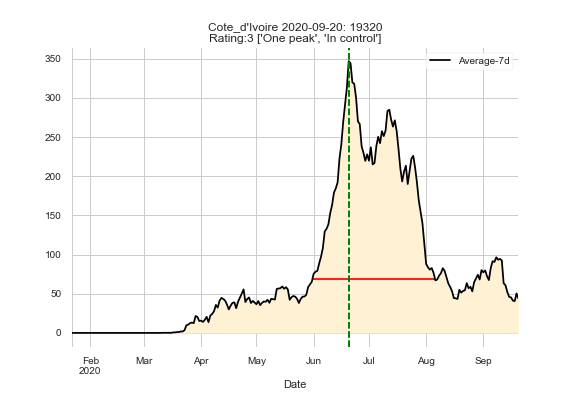 Cote_d'Ivoire 2020-09-20: 19320
Rating:3 ['One peak', 'In control']
Average-7d
350
300
250
200
150
100
50
0
Feb Mar Apr May Jun Jul Aug Sep
2020
Date